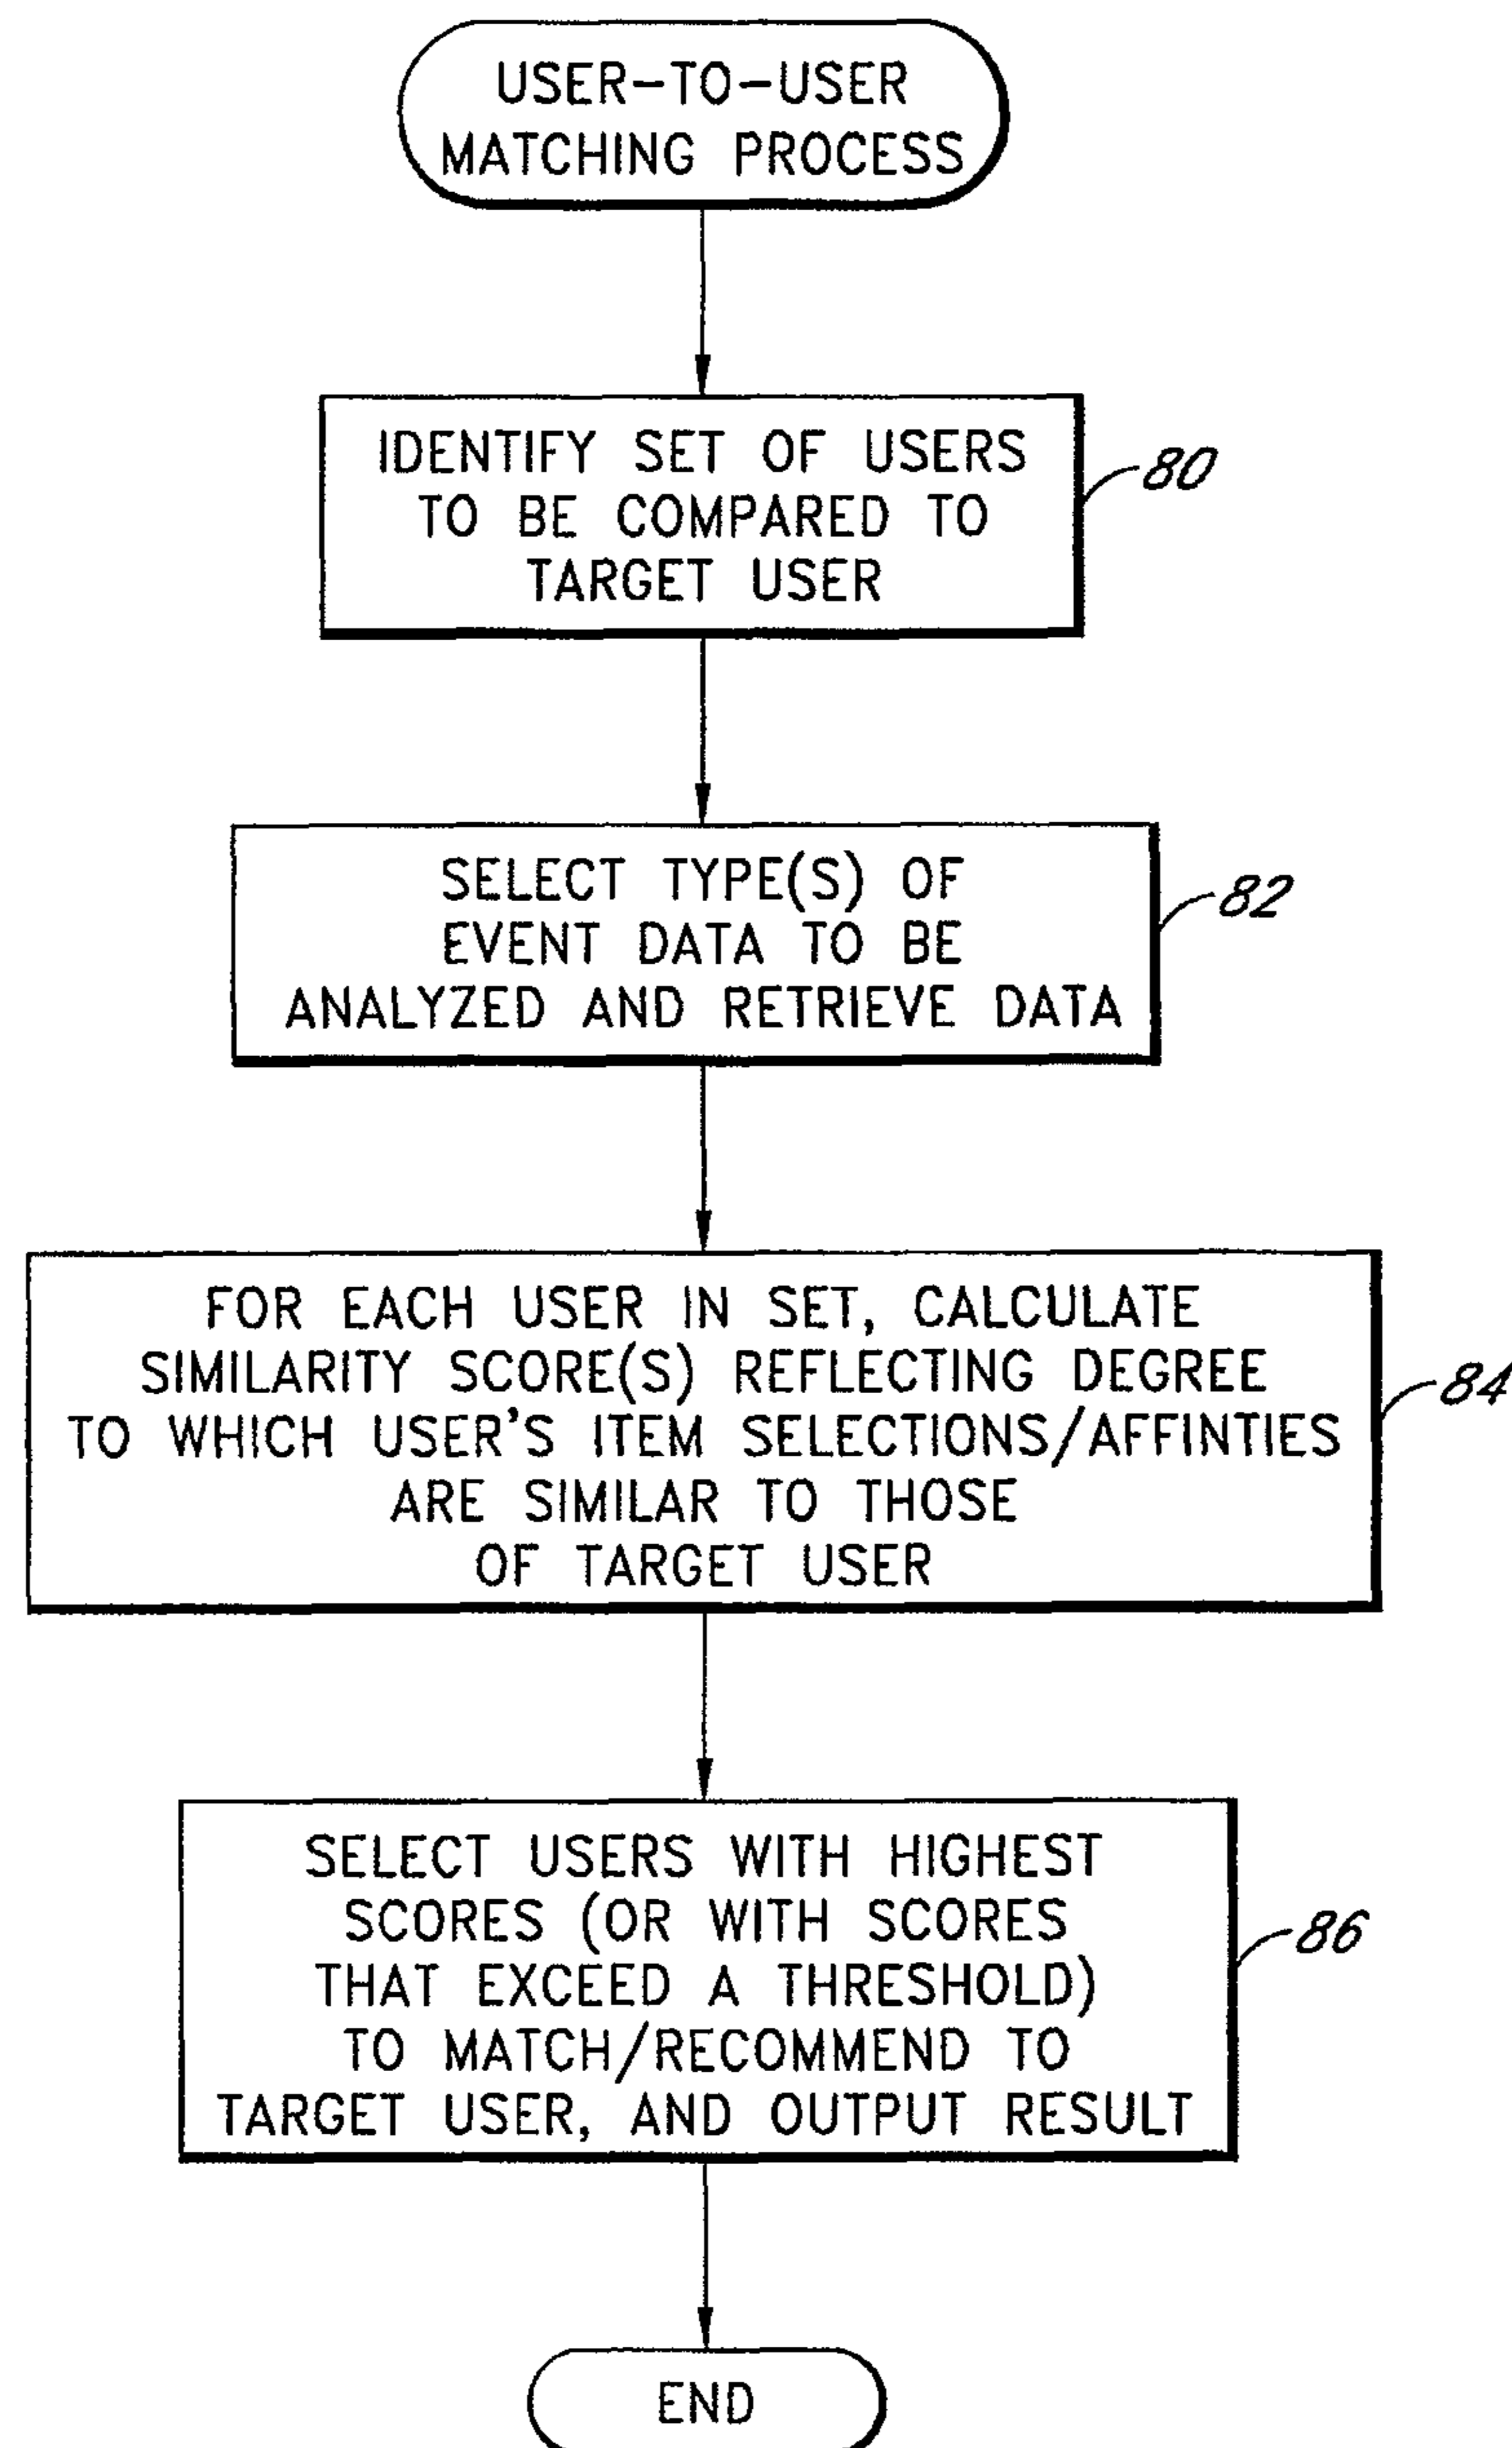 USER-TO-USER
MATCHING PROCESS
IDENTIFY SET OF USERS
TO BE COMPARED TO
TARGET USER
80
SELECT TYPE(S) OF
EVENT DATA TO BE
ANALYZED AND RETRIEVE DATA
82
FOR EACH USER IN SET, CALCULATE
SIMILARITY SCORE(S) REFLECTING DEGREE
TO WHICH USER'S ITEM SELECTIONS/AFFINTIES
ARE SIMILAR TO THOSE
OF TARGET USER
84
SELECT USERS WITH HIGHEST
SCORES (OR WITH SCORES
THAT EXCEED A THRESHOLD)
TO MATCH/RECOMMEND TO
TARGET USER, AND OUTPUT RESULT
86
END